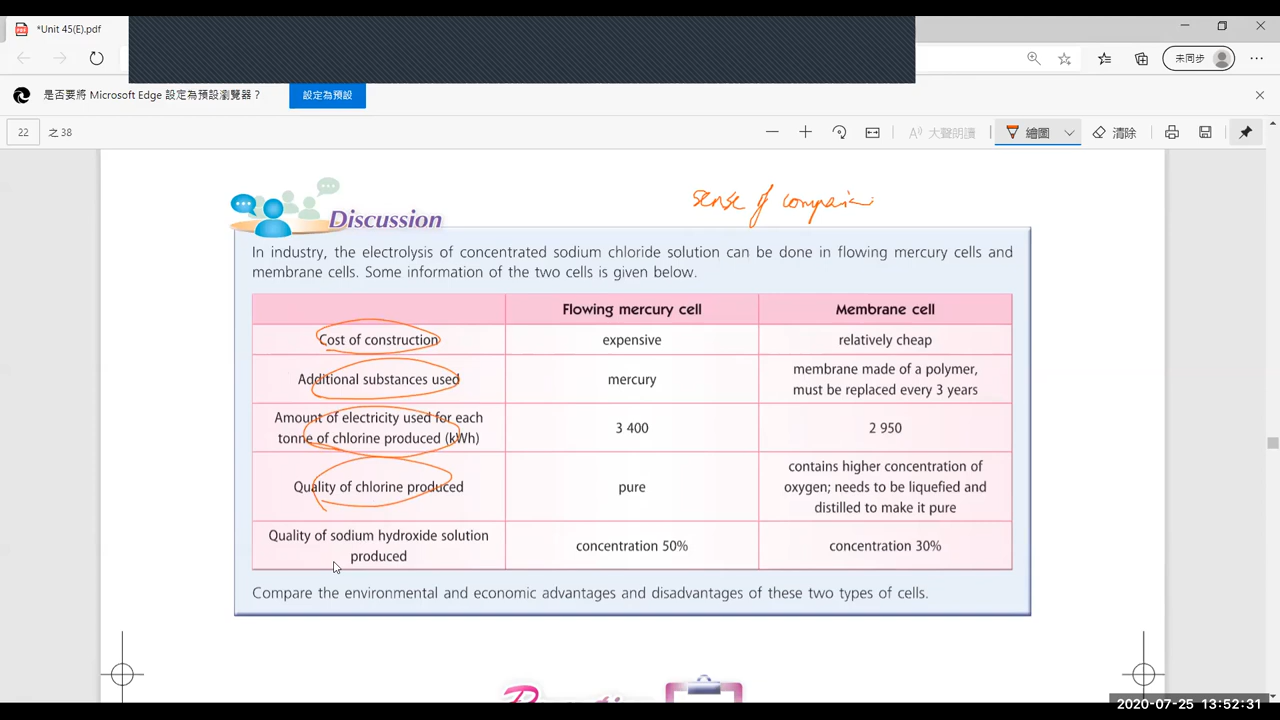 *Unit 45(E).pdf
未同步
是否要將 Microsoft Edge 設定為預設瀏覽器？
設定為預設
22 之 38
大聲朗讀
繪圖
清除
sense of
Discussion
In industry, the electrolysis of concentrated sodium chloride solution can be done in flowing mercury cells and
membrane cells. Some information of the two cells is given below.
Flowing mercury cell Membrane cell
Cost of construction expensive relatively cheap
Additional substances used mercury membrane made of a polymer,
must be replaced every 3 years
Amount of electricity used for each
tonne of chlorine produced (kWh) 3 400 2 950
Quality of chlorine produced pure contains higher concentration of
oxygen; needs to be liquefied and
distilled to make it pure
Quality of sodium hydroxide solution
produced concentration 50% concentration 30%
Compare the environmental and economic advantages and disadvantages of these two types of cells.
2020-07-25 13:52:31